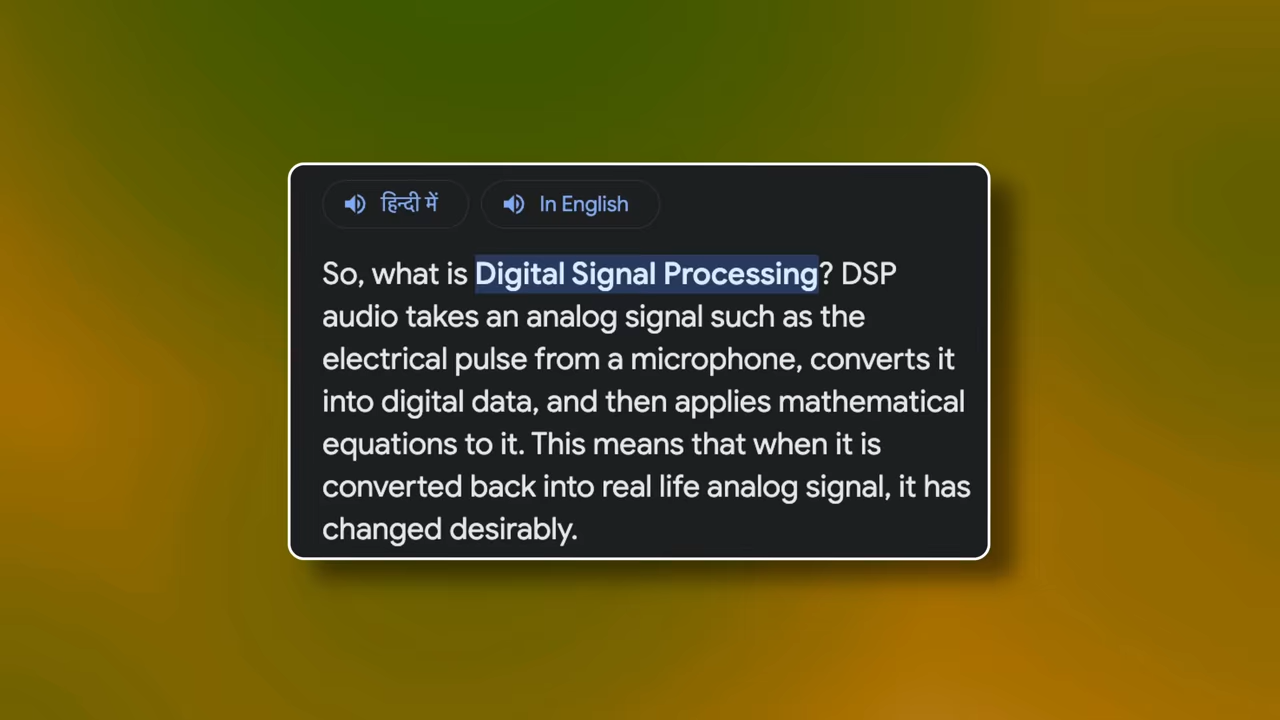 हिन्दी में In English
So, what is Digital Signal Processing? DSP
audio takes an analog signal such as the
electrical pulse from a microphone, converts it
into digital data, and then applies mathematical
equations to it. This means that when it is
converted back into real life analog signal, it has
changed desirably.